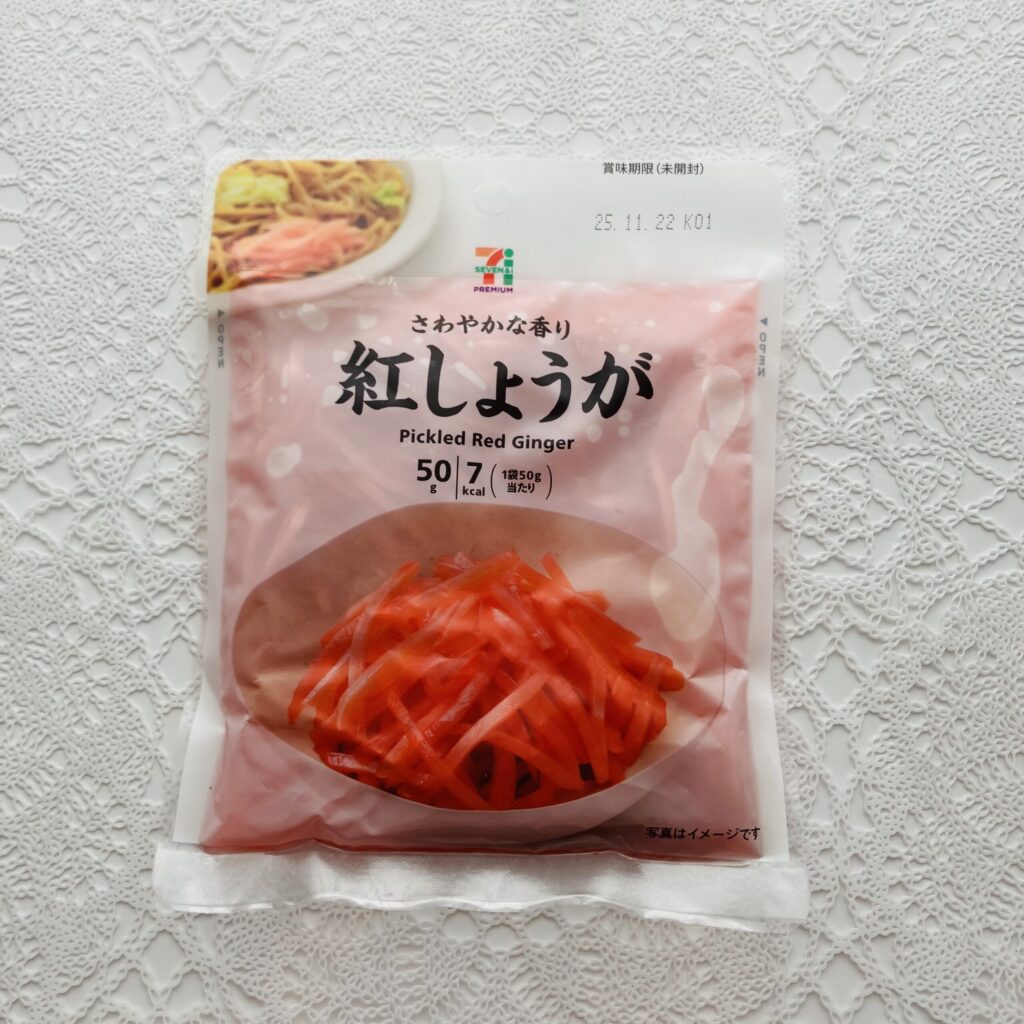 賞味期限(未開封)
25.11.22 K01
SEVEN&i
PREMIUM
さわやかな香り
紅しょうが
Pickled Red Ginger
50g 7kcal (1袋50g当たり)
◀OPEN
◀OPEN
写真はイメージです